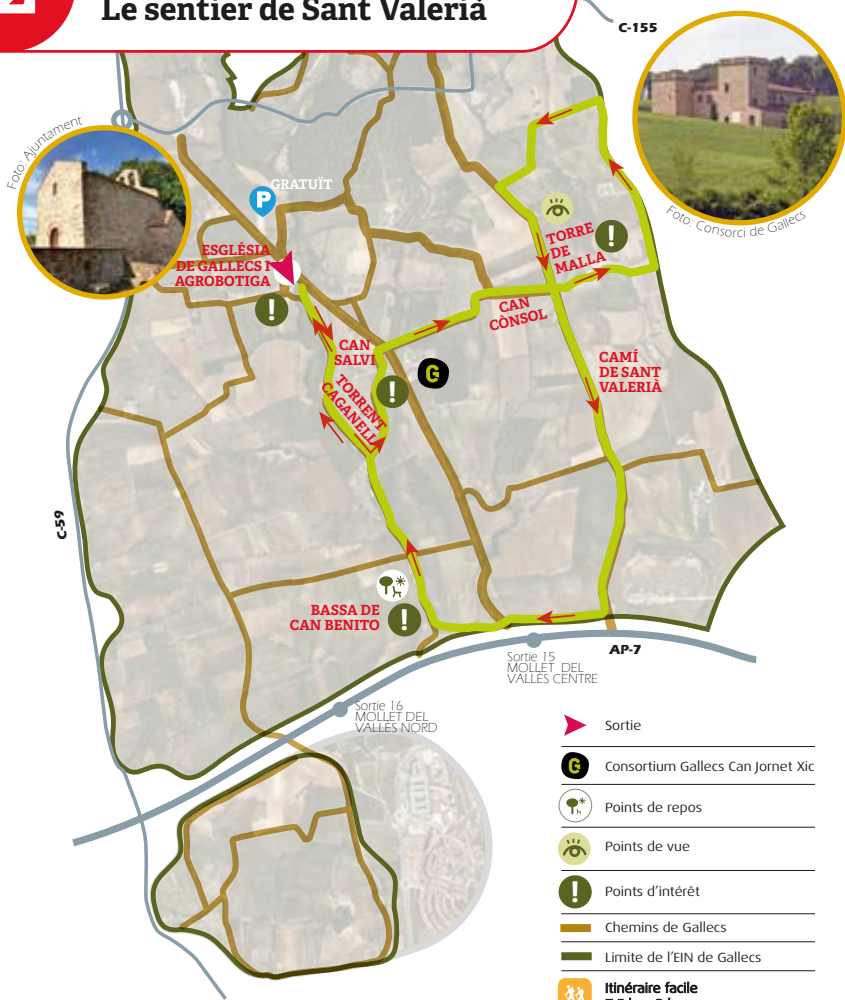 Le sentier de Sant Valerià
C-155
Foto: Ajuntament
Foto: Consorci de Gallecs
P
GRATUÏT
ESGLÉSIA
DE GALLECS I
AGROBOTIGA
!
TORRE
DE
MALLA
!
CAN
CÒNSOL
CAN
SALVI
G
!
TORRENT
CAGANELL
CAMÍ
DE SANT
VALERIÀ
C-59
BASSA DE
CAN BENITO
!
AP-7
Sortie 15
MOLLET DEL
VALLÈS CENTRE
Sortie 16
MOLLET DEL
VALLÈS NORD
Sortie
G Consortium Gallecs Can Jornet Xic
Points de repos
Points de vue
! Points d'intérêt
Chemins de Gallecs
Limite de l'EIN de Gallecs
Itinéraire facile